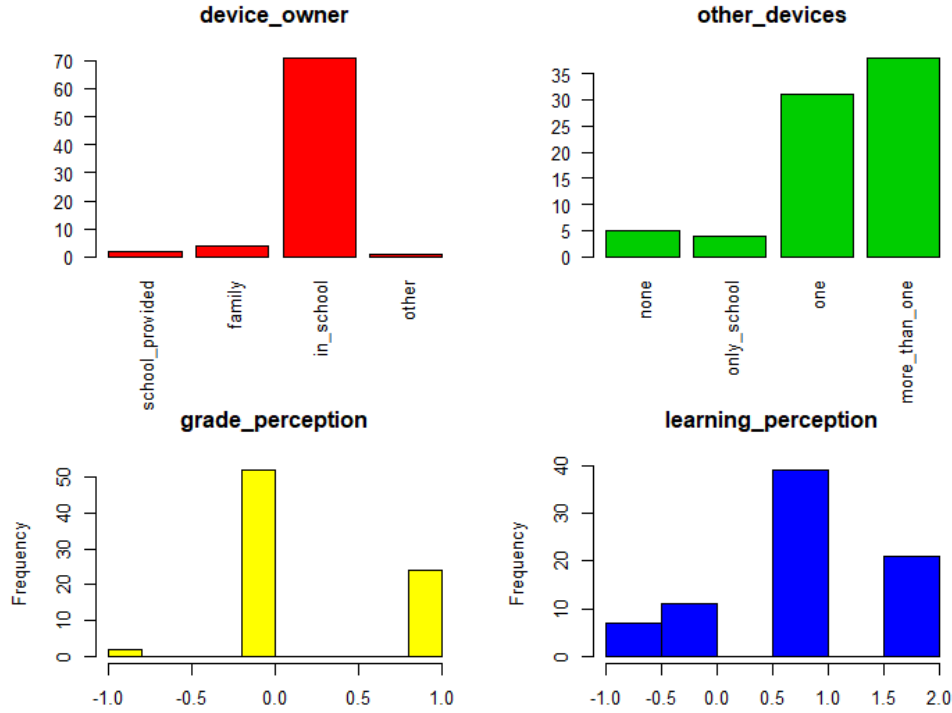 device_owner
70
60
50
40
30
20
10
0
school_provided
family
in_school
other
other_devices
35
30
25
20
15
10
5
0
none
only_school
one
more_than_one
grade_perception
Frequency
50
40
30
20
10
0
-1.0 -0.5 0.0 0.5 1.0
learning_perception
Frequency
40
30
20
10
0
-1.0 -0.5 0.0 0.5 1.0 1.5 2.0